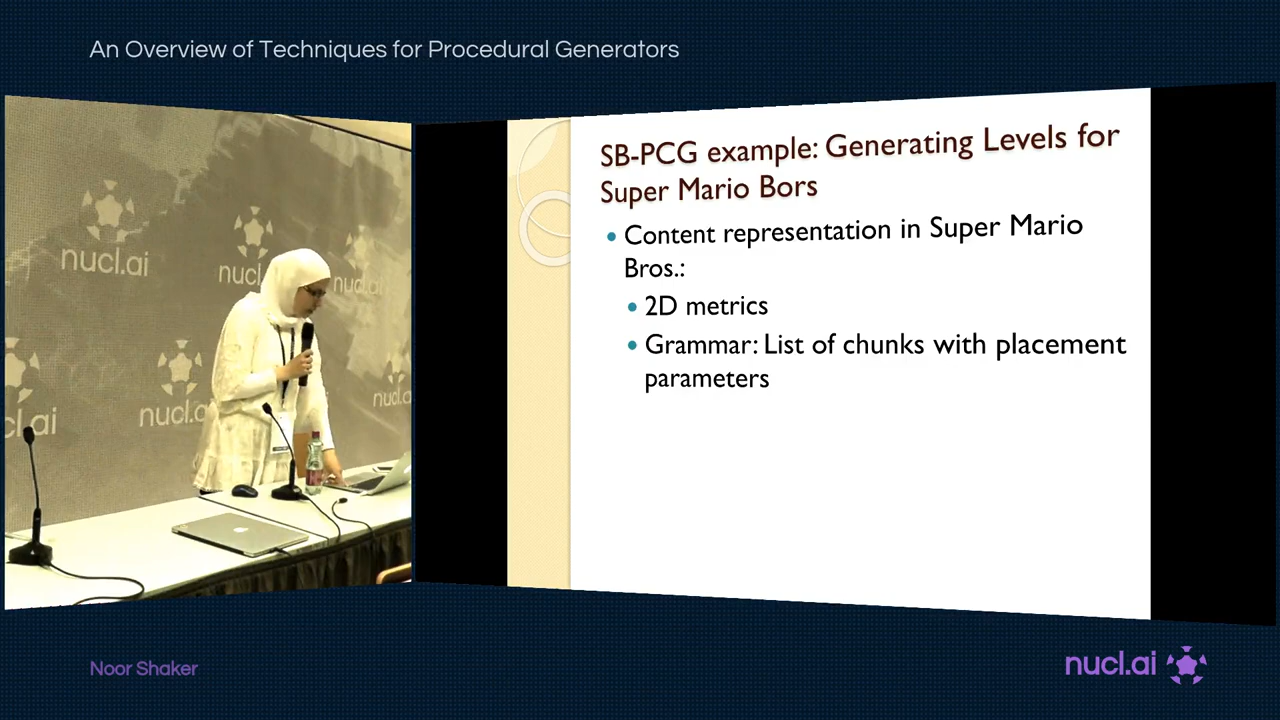 An Overview of Techniques for Procedural Generators
nucl.ai
nucl.ai
nucl.ai
nucl.ai
nucl.ai
SB-PCG example: Generating Levels for
Super Mario Bors
• Content representation in Super Mario
Bros.:
• 2D metrics
• Grammar: List of chunks with placement
parameters
Noor Shaker
nucl.ai